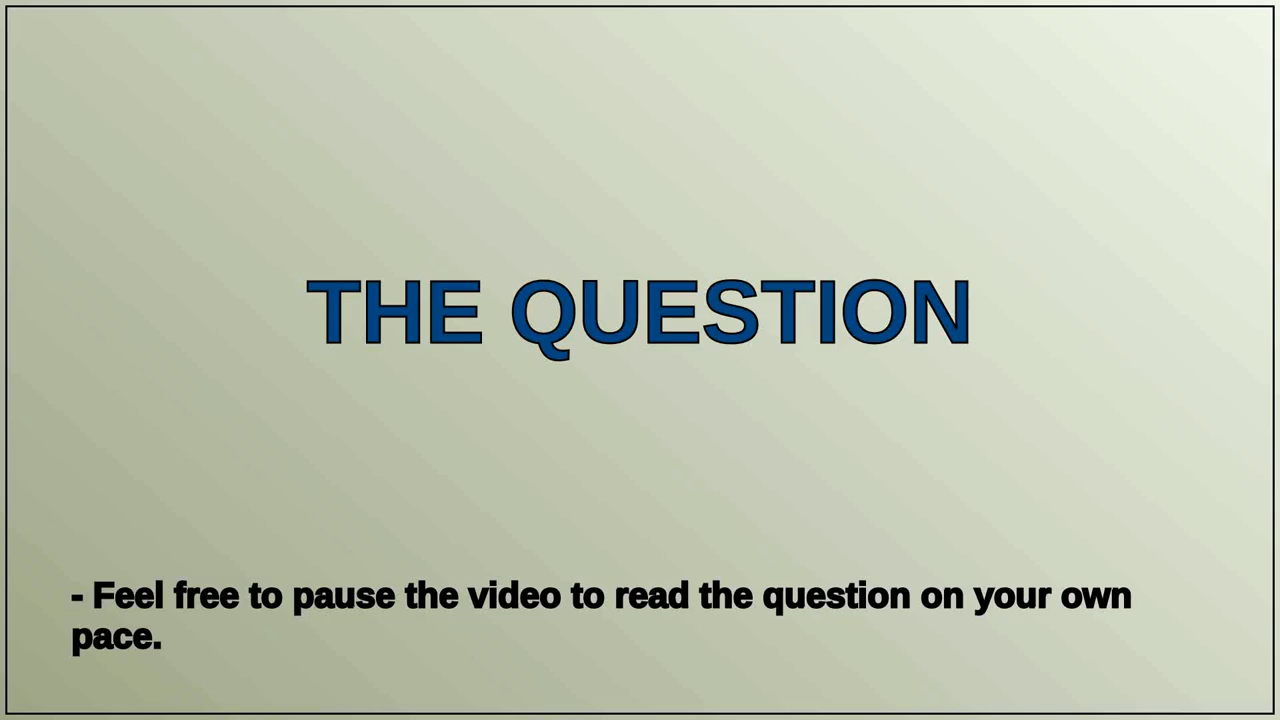 THE QUESTION
- Feel free to pause the video to read the question on your own
pace.